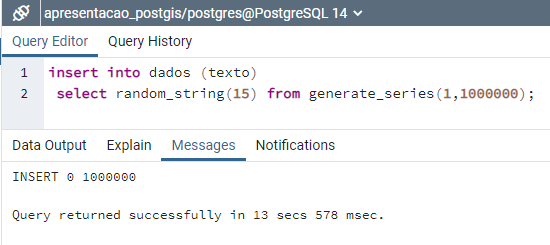 apresentacao_postgis/postgres@PostgreSQL 14
Query Editor Query History
1 insert into dados (texto)
2 select random_string(15) from generate_series(1,1000000);
Data Output Explain Messages Notifications
INSERT 0 1000000
Query returned successfully in 13 secs 578 msec.